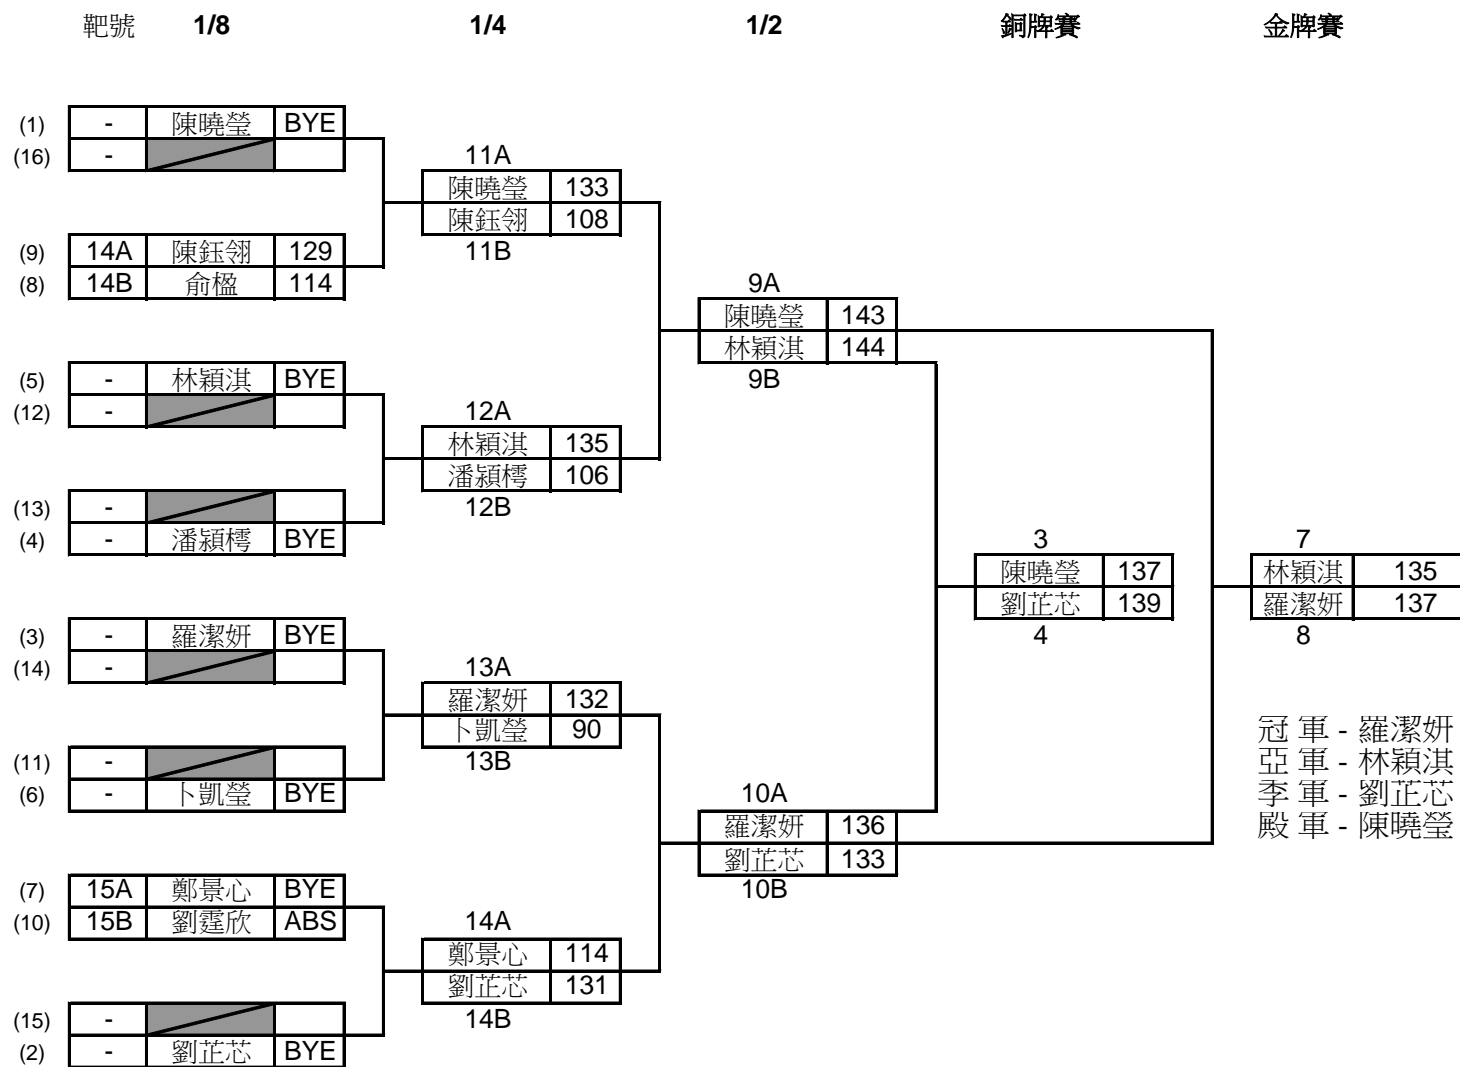 靶號 1/8 1/4 1/2 銅牌賽 金牌賽
(1) - 陳曉瑩 BYE
(16) -
11A
陳曉瑩 133
陳鈺翎 108
11B
(9) 14A 陳鈺翎 129
(8) 14B 俞楹 114
9A
陳曉瑩 143
林穎淇 144
9B
(5) - 林穎淇 BYE
(12) -
12A
林穎淇 135
潘潁樗 106
12B
(13) -
(4) - 潘潁樗 BYE
3
陳曉瑩 137
劉芷芯 139
4
7
林穎淇 135
羅潔妍 137
8
(3) - 羅潔妍 BYE
(14) -
13A
羅潔妍 132
卜凱瑩 90
13B
(11) -
(6) - 卜凱瑩 BYE
冠 軍 - 羅潔妍
亞 軍 - 林穎淇
季 軍 - 劉芷芯
殿 軍 - 陳曉瑩
10A
羅潔妍 136
劉芷芯 133
10B
(7) 15A 鄭景心 BYE
(10) 15B 劉霆欣 ABS
14A
鄭景心 114
劉芷芯 131
14B
(15) -
(2) - 劉芷芯 BYE